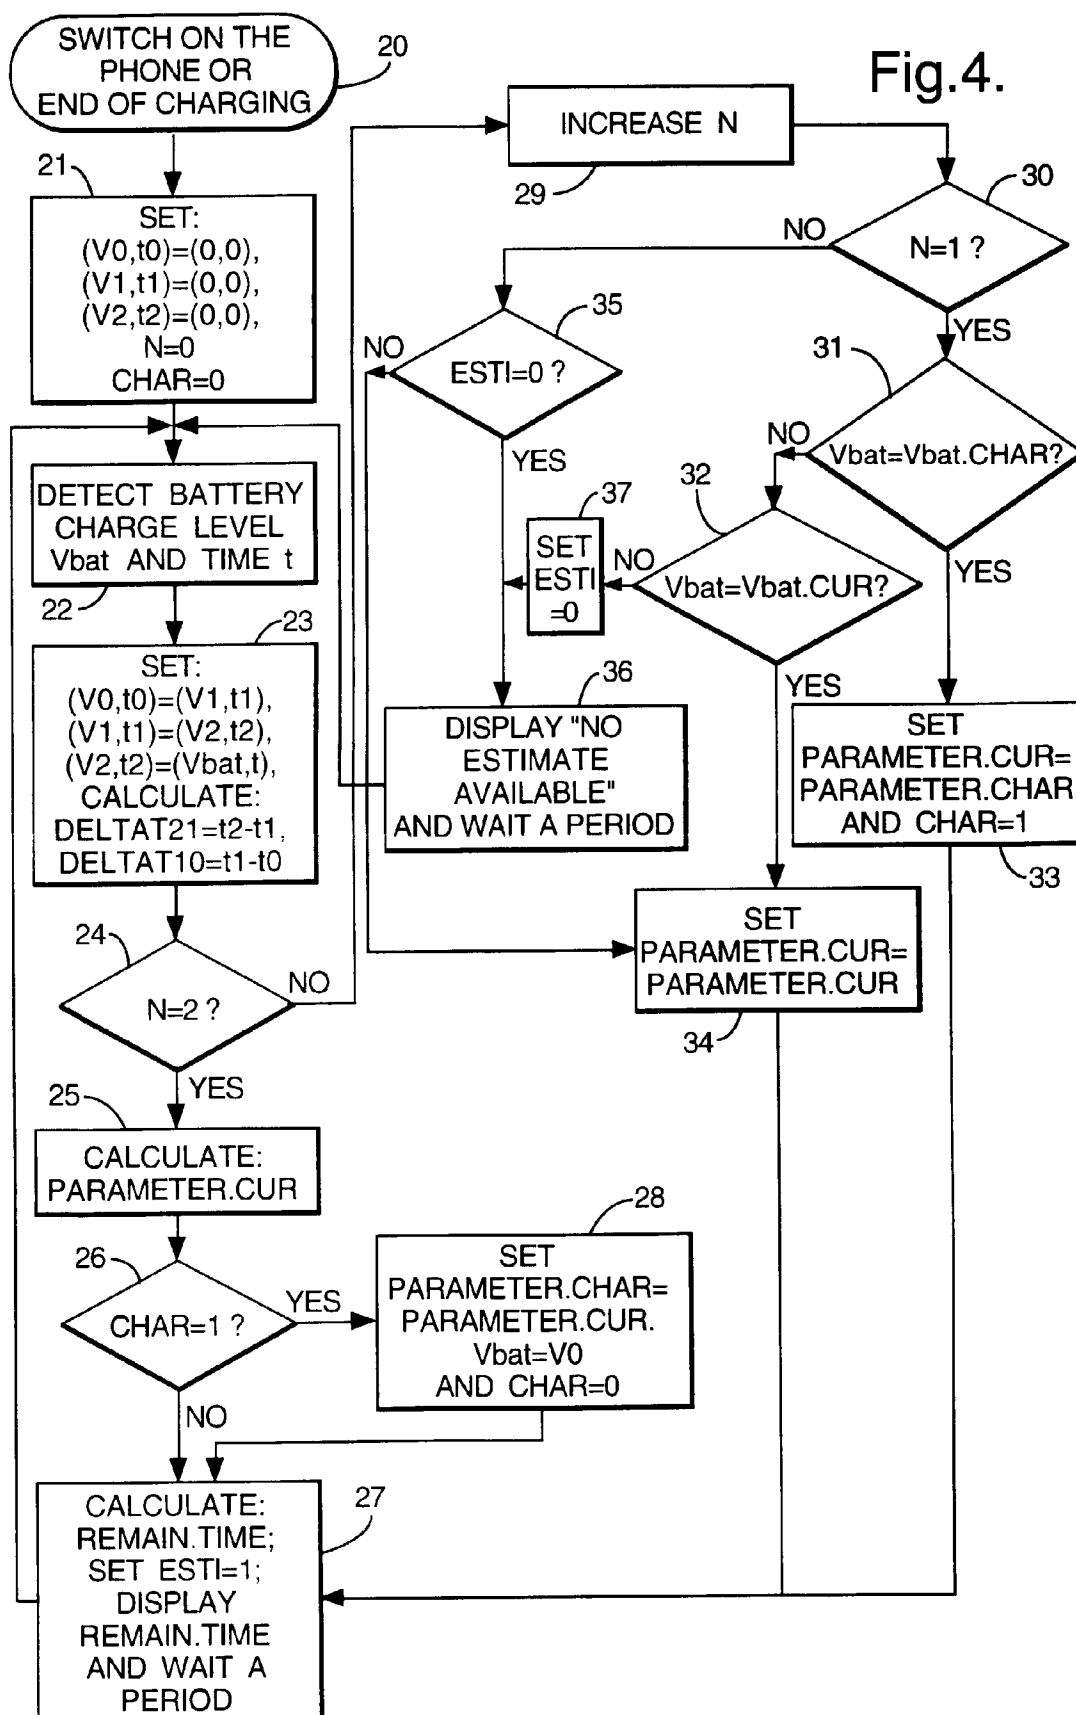 Fig.4.
SWITCH ON THE
PHONE OR
END OF CHARGING
20
21
SET:
(V0,t0)=(0,0),
(V1,t1)=(0,0),
(V2,t2)=(0,0),
N=0
CHAR=0
DETECT BATTERY
CHARGE LEVEL
Vbat AND TIME t
22
23
SET:
(V0,t0)=(V1,t1),
(V1,t1)=(V2,t2),
(V2,t2)=(Vbat,t),
CALCULATE:
DELTAT21=t2-t1,
DELTAT10=t1-t0
24
N=2 ?
NO
YES
25
CALCULATE:
PARAMETER.CUR
26
CHAR=1 ?
YES
NO
28
SET
PARAMETER.CHAR=
PARAMETER.CUR.
Vbat=V0
AND CHAR=0
27
CALCULATE:
REMAIN.TIME;
SET ESTI=1;
DISPLAY
REMAIN.TIME
AND WAIT A
PERIOD
INCREASE N
29
30
N=1 ?
NO
YES
35
ESTI=0 ?
NO
YES
31
Vbat=Vbat.CHAR?
NO
YES
32
Vbat=Vbat.CUR?
NO
YES
37
SET
ESTI
=0
36
DISPLAY "NO
ESTIMATE
AVAILABLE"
AND WAIT A PERIOD
SET
PARAMETER.CUR=
PARAMETER.CHAR
AND CHAR=1
33
SET
PARAMETER.CUR=
PARAMETER.CUR
34